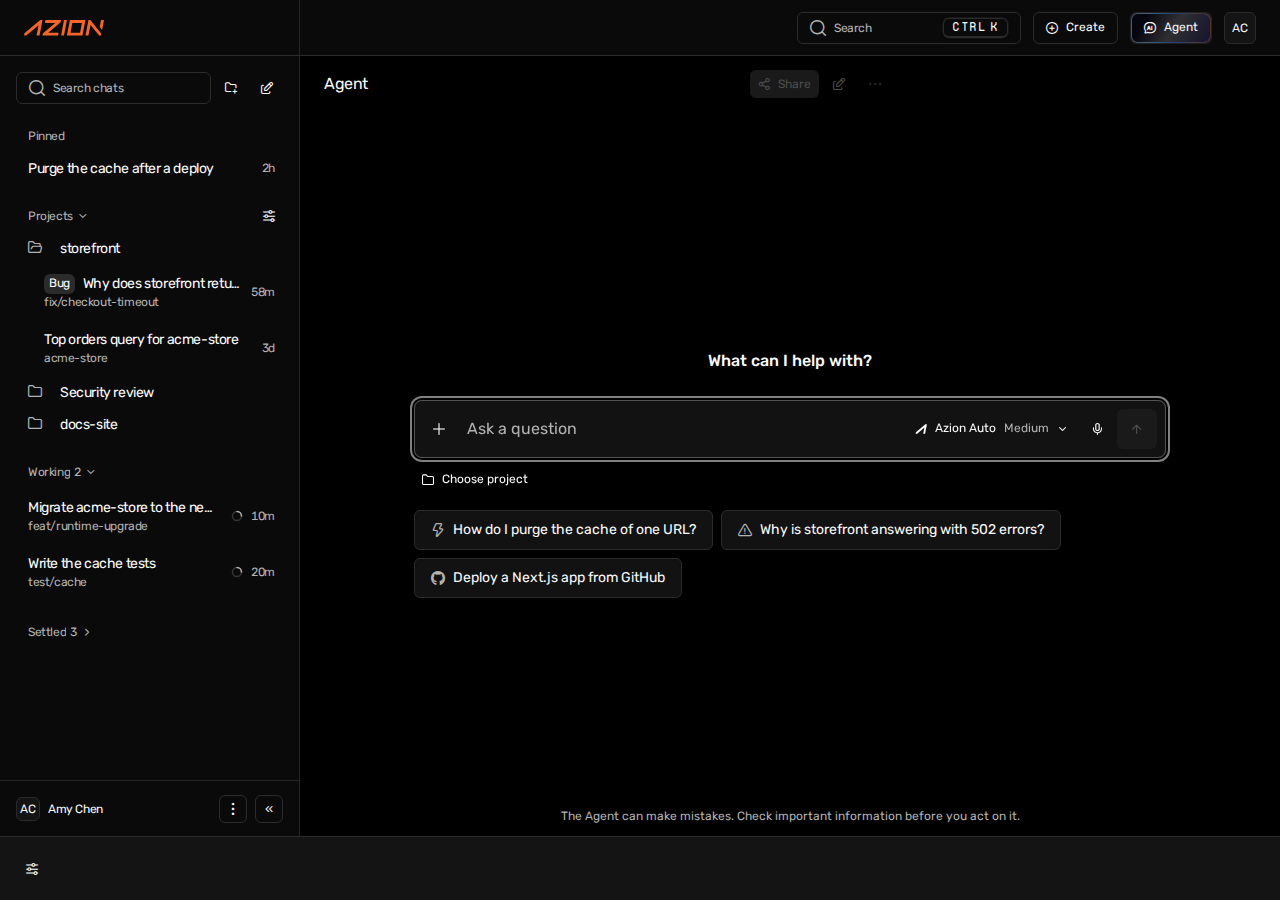 AZION
Search
CTRL K
Create
Agent
AC
Search chats
Agent
Share
Pinned
Purge the cache after a deploy
2h
Projects
storefront
Bug
Why does storefront retu...
58m
fix/checkout-timeout
Top orders query for acme-store
3d
acme-store
Security review
docs-site
Working 2
Migrate acme-store to the ne...
10m
feat/runtime-upgrade
Write the cache tests
20m
test/cache
Settled 3
What can I help with?
Ask a question
Azion Auto
Medium
Choose project
How do I purge the cache of one URL?
Why is storefront answering with 502 errors?
Deploy a Next.js app from GitHub
AC
Amy Chen
The Agent can make mistakes. Check important information before you act on it.